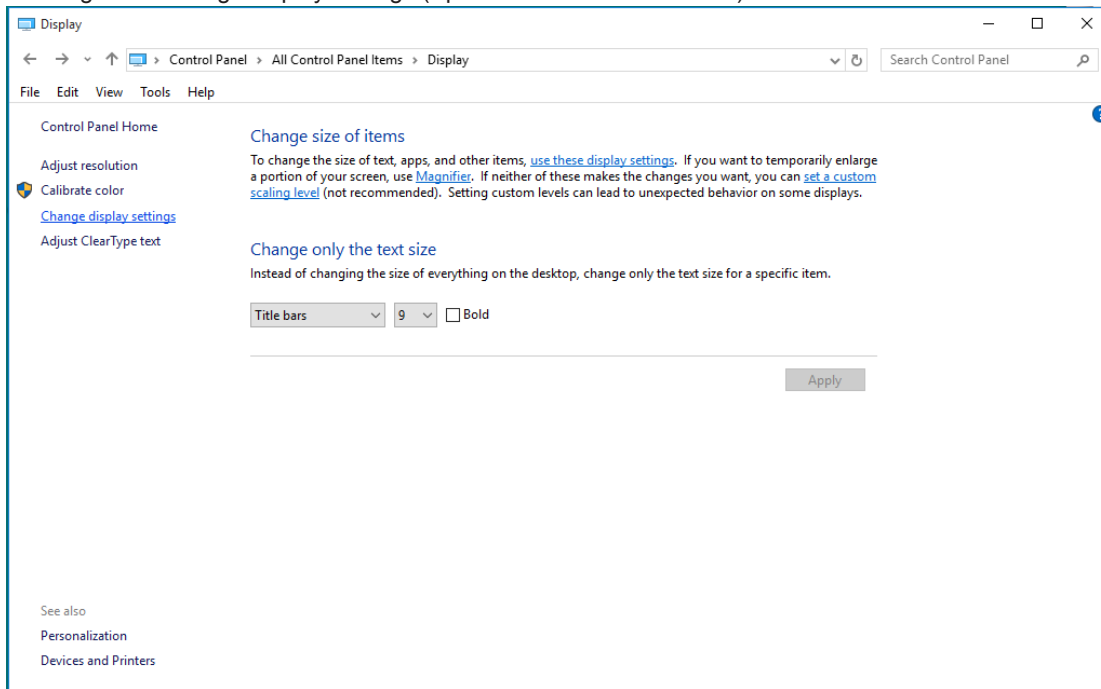 Display
Control Panel > All Control Panel Items > Display
Search Control Panel
File Edit View Tools Help
Control Panel Home
Adjust resolution
Calibrate color
Change display settings
Adjust ClearType text
Change size of items
To change the size of text, apps, and other items, use these display settings. If you want to temporarily enlarge
a portion of your screen, use Magnifier. If neither of these makes the changes you want, you can set a custom
scaling level (not recommended). Setting custom levels can lead to unexpected behavior on some displays.
Change only the text size
Instead of changing the size of everything on the desktop, change only the text size for a specific item.
Title bars 9 Bold
Apply
See also
Personalization
Devices and Printers